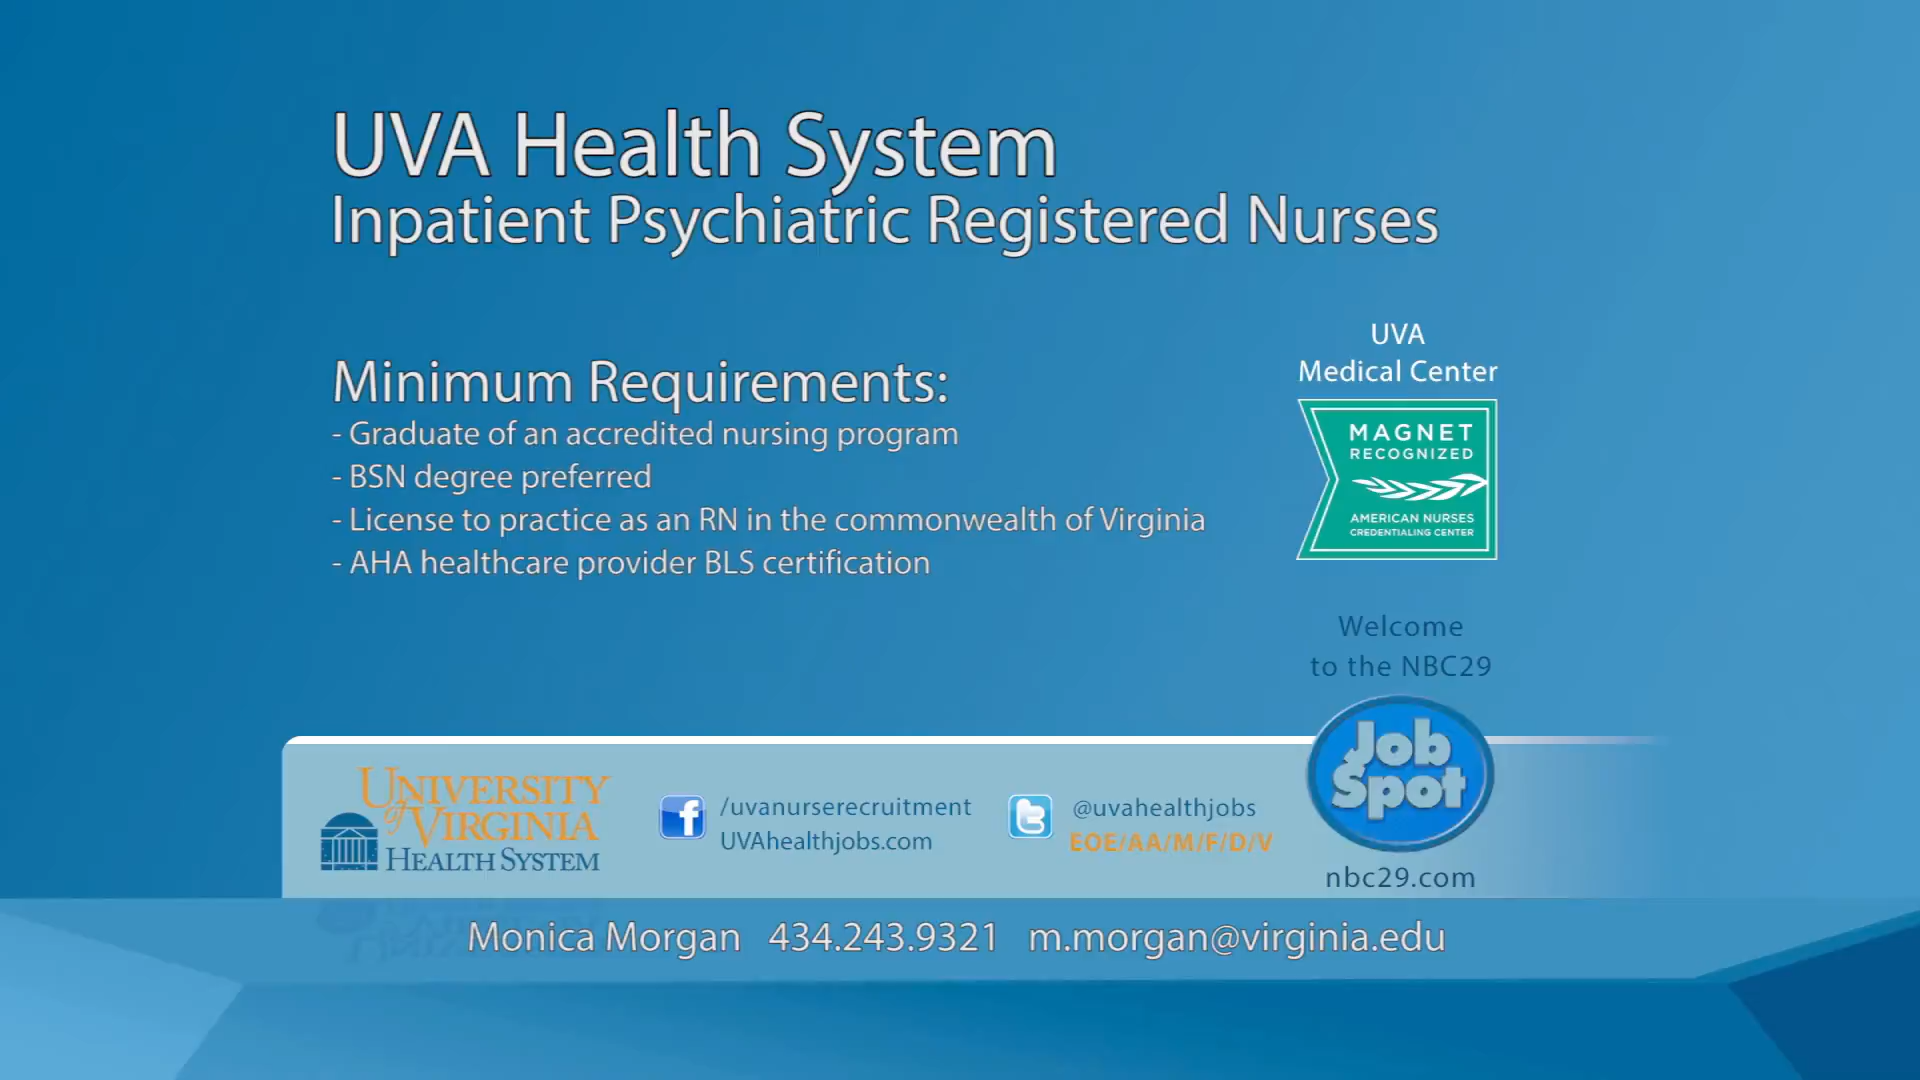 UVA Health System
Inpatient Psychiatric Registered Nurses
Minimum Requirements:
- Graduate of an accredited nursing program
- BSN degree preferred
- License to practice as an RN in the commonwealth of Virginia
- AHA healthcare provider BLS certification
UVA
Medical Center
MAGNET
RECOGNIZED
AMERICAN NURSES
CREDENTIALING CENTER
Welcome
to the NBC29
Job
Spot
nbc29.com
UNIVERSITY
of VIRGINIA
HEALTH SYSTEM
/uvanurserecruitment
UVAhealthjobs.com
@uvahealthjobs
EOE/AA/M/F/D/V
Monica Morgan 434.243.9321 m.morgan@virginia.edu